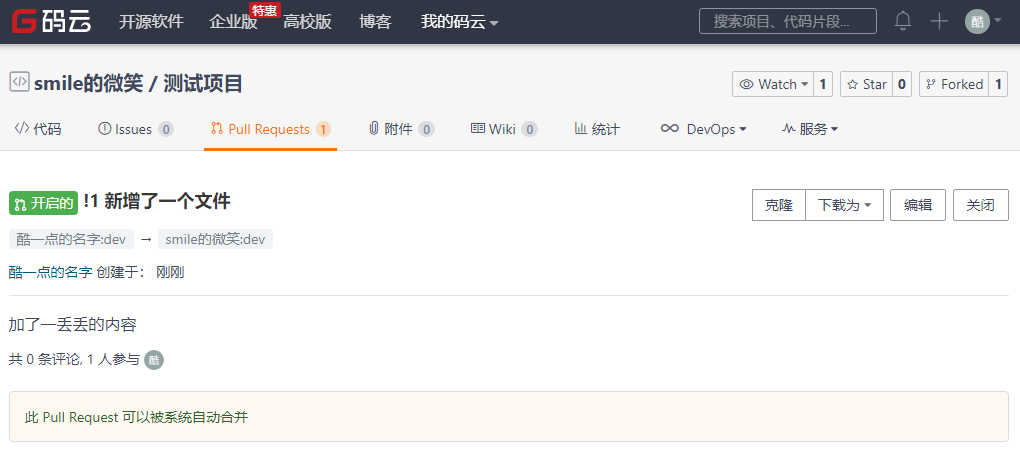 码云 开源软件 企业版 特惠 高校版 博客 我的码云 搜索项目、代码片段... 酷
smile的微笑 / 测试项目 Watch 1 Star 0 Forked 1
代码 Issues 0 Pull Requests 1 附件 0 Wiki 0 统计 DevOps 服务
开启的 !1 新增了一个文件 克隆 下载为 编辑 关闭
酷一点的名字:dev → smile的微笑:dev
酷一点的名字 创建于： 刚刚
加了一丢丢的内容
共 0 条评论, 1 人参与 酷
此 Pull Request 可以被系统自动合并